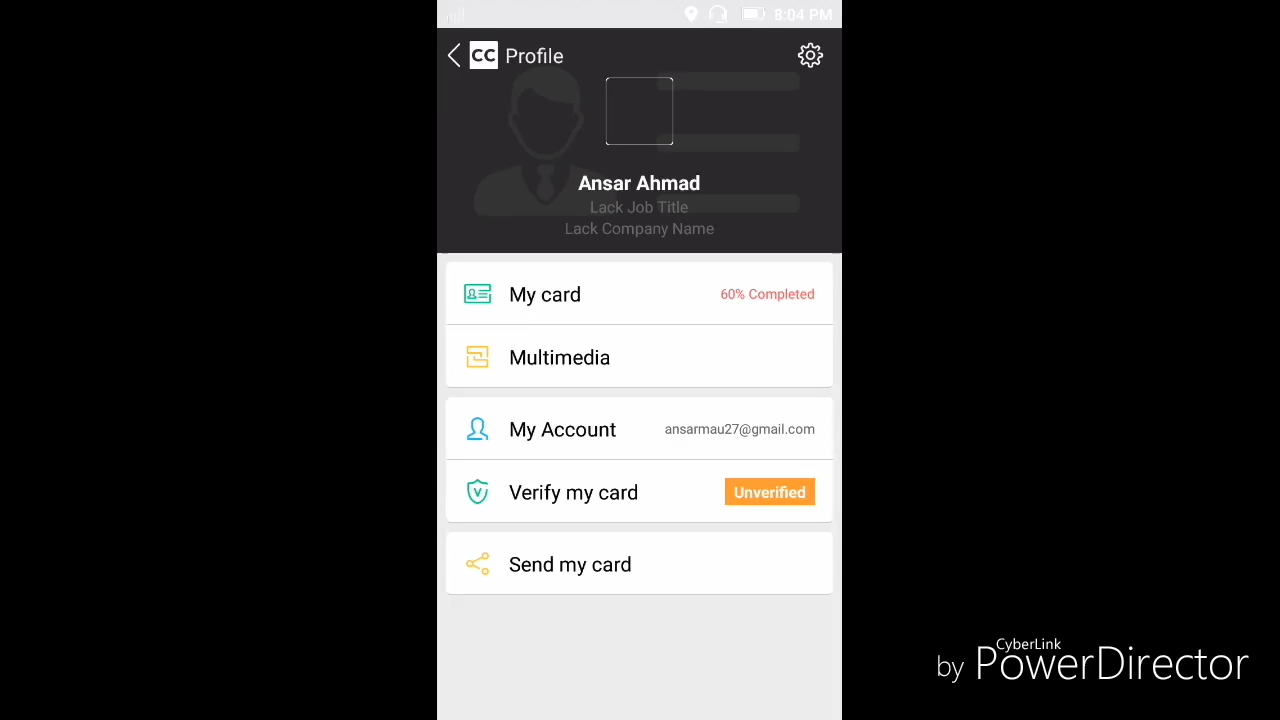 8:04 PM
CC Profile
Ansar Ahmad
Lack Job Title
Lack Company Name
My card 60% Completed
Multimedia
My Account ansarmau27@gmail.com
Verify my card Unverified
Send my card
CyberLink
by PowerDirector